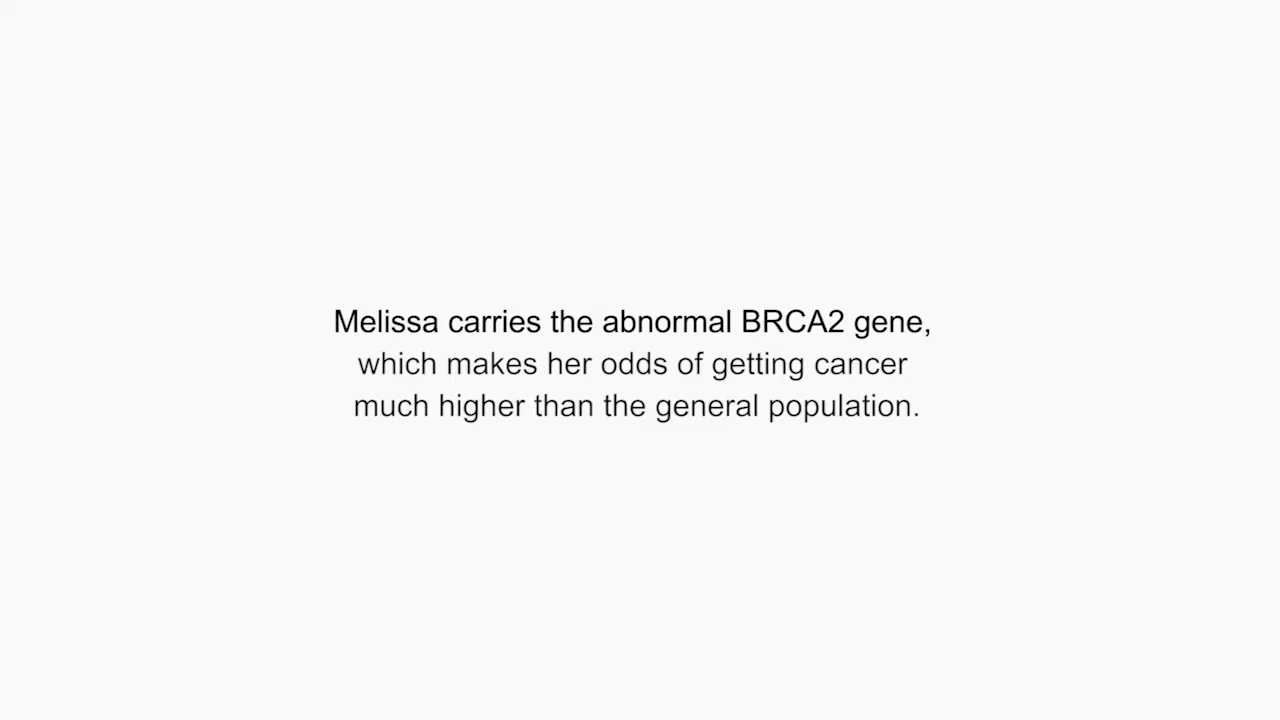 Melissa carries the abnormal BRCA2 gene,
which makes her odds of getting cancer
much higher than the general population.